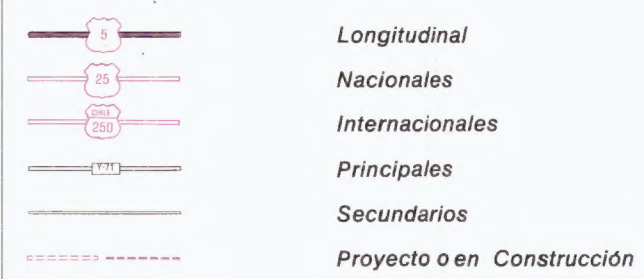 5 Longitudinal
25 Nacionales
CHILE
250 Internacionales
Y-71 Principales
Secundarios
Proyecto o en Construcción